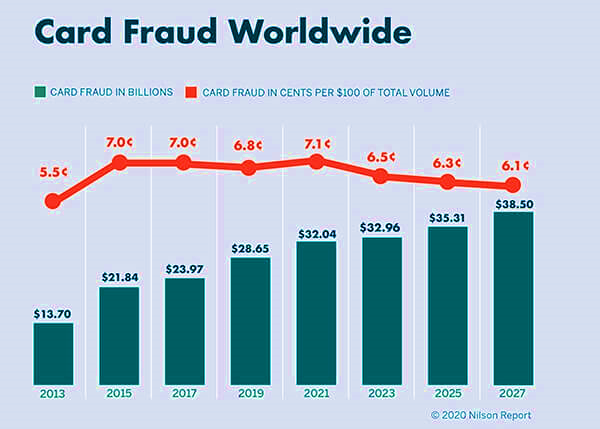 Card Fraud Worldwide
CARD FRAUD IN BILLIONS CARD FRAUD IN CENTS PER $100 OF TOTAL VOLUME
5.5¢ 7.0¢ 7.0¢ 6.8¢ 7.1¢ 6.5¢ 6.3¢ 6.1¢
$13.70 $21.84 $23.97 $28.65 $32.04 $32.96 $35.31 $38.50
2013 2015 2017 2019 2021 2023 2025 2027
© 2020 Nilson Report